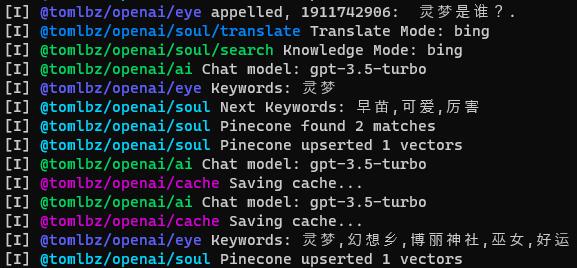 [I] @tomlbz/openai/eye appelled, 1911742906:  灵梦是谁？.
[I] @tomlbz/openai/soul/translate Translate Mode: bing
[I] @tomlbz/openai/soul/search Knowledge Mode: bing
[I] @tomlbz/openai/ai Chat model: gpt-3.5-turbo
[I] @tomlbz/openai/eye Keywords: 灵梦
[I] @tomlbz/openai/soul Next Keywords: 早苗,可爱,厉害
[I] @tomlbz/openai/soul Pinecone found 2 matches
[I] @tomlbz/openai/soul Pinecone upserted 1 vectors
[I] @tomlbz/openai/ai Chat model: gpt-3.5-turbo
[I] @tomlbz/openai/cache Saving cache...
[I] @tomlbz/openai/ai Chat model: gpt-3.5-turbo
[I] @tomlbz/openai/cache Saving cache...
[I] @tomlbz/openai/eye Keywords: 灵梦,幻想乡,博丽神社,巫女,好运
[I] @tomlbz/openai/soul Pinecone upserted 1 vectors